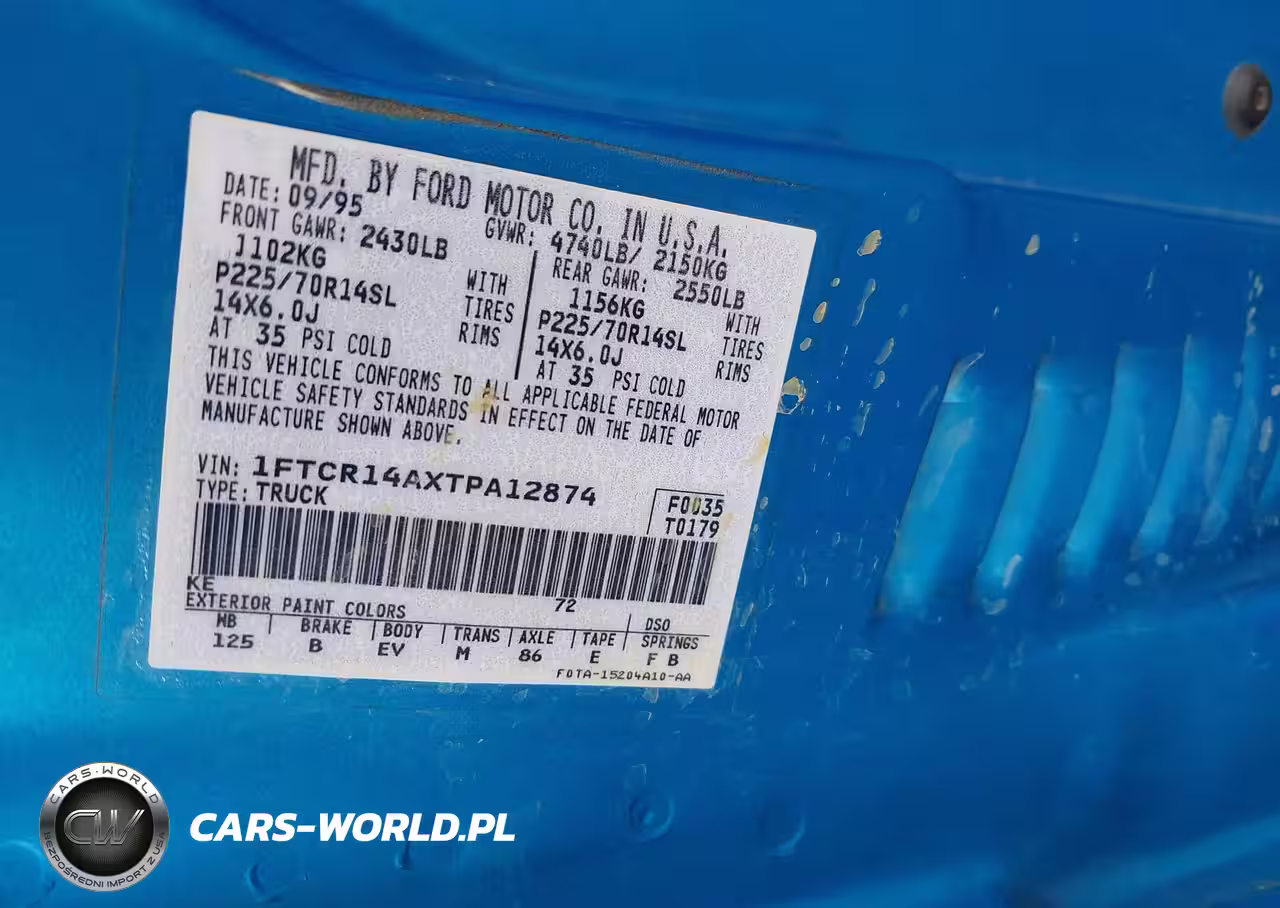 MFD. BY FORD MOTOR CO. IN U.S.A.
DATE: 09/95 GVWR: 4740LB/ 2150KG
FRONT GAWR: 2430LB REAR GAWR: 2550LB
1102KG WITH 1156KG WITH
P225/70R14SL TIRES P225/70R14SL TIRES
14X6.0J RIMS 14X6.0J RIMS
AT 35 PSI COLD AT 35 PSI COLD
THIS VEHICLE CONFORMS TO ALL APPLICABLE FEDERAL MOTOR
VEHICLE SAFETY STANDARDS IN EFFECT ON THE DATE OF
MANUFACTURE SHOWN ABOVE.
VIN: 1FTCR14AXTPA12874
TYPE: TRUCK
F0035
T0179
KE 72
EXTERIOR PAINT COLORS DSO
WB BRAKE BODY TRANS AXLE TAPE SPRINGS
125 B EV M 86 E F B
F0TA-15204A10-AA
CARS-WORLD
CW
BEZPOŚREDNI IMPORT Z USA
CARS-WORLD.PL